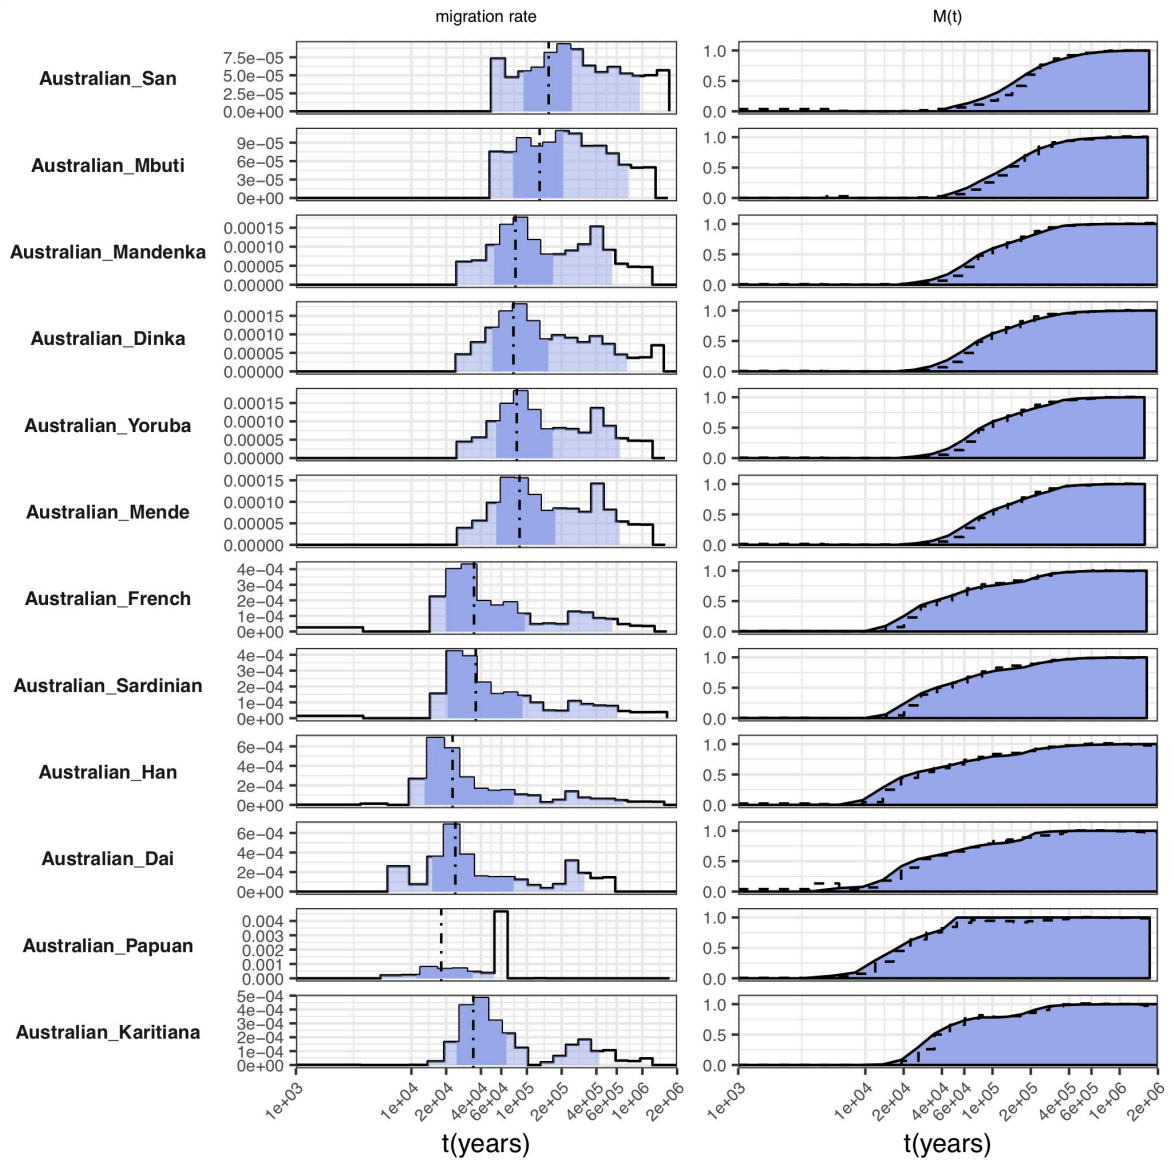 migration rate M(t)
Australian_San
7.5e-05
5.0e-05
2.5e-05
0.0e+00
1.0
0.5
0.0
Australian_Mbuti
9e-05
6e-05
3e-05
0e+00
1.0
0.5
0.0
Australian_Mandenka
0.00015
0.00010
0.00005
0.00000
1.0
0.5
0.0
Australian_Dinka
0.00015
0.00010
0.00005
0.00000
1.0
0.5
0.0
Australian_Yoruba
0.00015
0.00010
0.00005
0.00000
1.0
0.5
0.0
Australian_Mende
0.00015
0.00010
0.00005
0.00000
1.0
0.5
0.0
Australian_French
4e-04
3e-04
2e-04
1e-04
0e+00
1.0
0.5
0.0
Australian_Sardinian
4e-04
3e-04
2e-04
1e-04
0e+00
1.0
0.5
0.0
Australian_Han
6e-04
4e-04
2e-04
0e+00
1.0
0.5
0.0
Australian_Dai
6e-04
4e-04
2e-04
0e+00
1.0
0.5
0.0
Australian_Papuan
0.004
0.003
0.002
0.001
0.000
1.0
0.5
0.0
Australian_Karitiana
5e-04
4e-04
3e-04
2e-04
1e-04
0e+00
1.0
0.5
0.0
1e+03 1e+04 2e+04 4e+04 6e+04 1e+05 2e+05 4e+05 6e+05 1e+06 2e+06
1e+03 1e+04 2e+04 4e+04 6e+04 1e+05 2e+05 4e+05 6e+05 1e+06 2e+06
t(years) t(years)